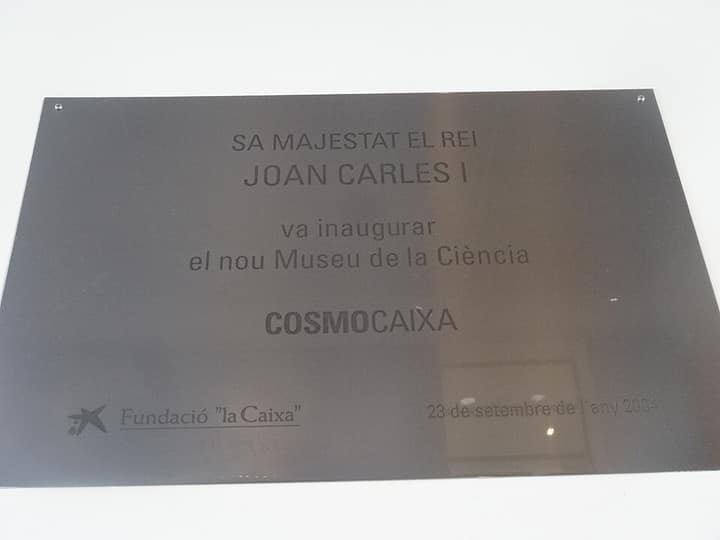 SA MAJESTAT EL REI
JOAN CARLES I
va inaugurar
el nou Museu de la Ciència
COSMOCAIXA
Fundació "la Caixa"
23 de setembre de l'any 2004